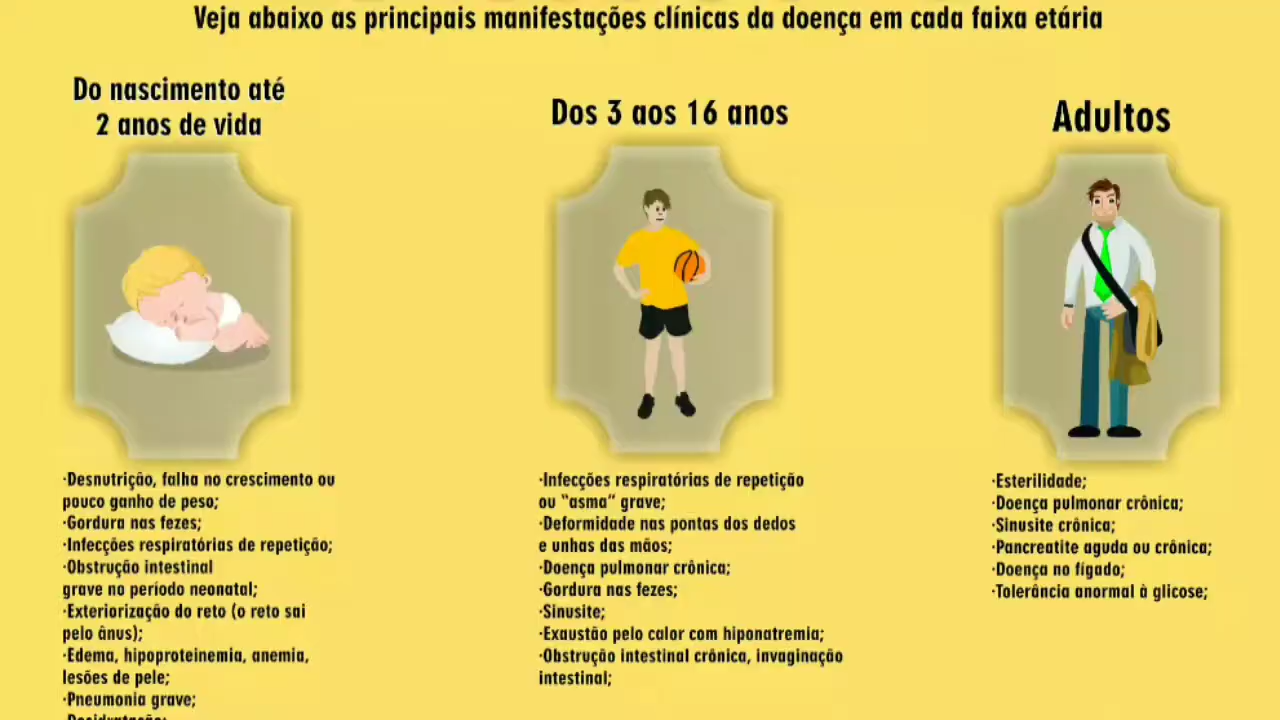 Veja abaixo as principais manifestações clínicas da doença em cada faixa etária
Do nascimento até
2 anos de vida
·Desnutrição, falha no crescimento ou
pouco ganho de peso;
·Gordura nas fezes;
·Infecções respiratórias de repetição;
·Obstrução intestinal
grave no período neonatal;
·Exteriorização do reto (o reto sai
pelo ânus);
·Edema, hipoproteinemia, anemia,
lesões de pele;
·Pneumonia grave;
·Desidratação;
Dos 3 aos 16 anos
·Infecções respiratórias de repetição
ou "asma" grave;
·Deformidade nas pontas dos dedos
e unhas das mãos;
·Doença pulmonar crônica;
·Gordura nas fezes;
·Sinusite;
·Exaustão pelo calor com hiponatremia;
·Obstrução intestinal crônica, invaginação
intestinal;
Adultos
·Esterilidade;
·Doença pulmonar crônica;
·Sinusite crônica;
·Pancreatite aguda ou crônica;
·Doença no fígado;
·Tolerância anormal à glicose;